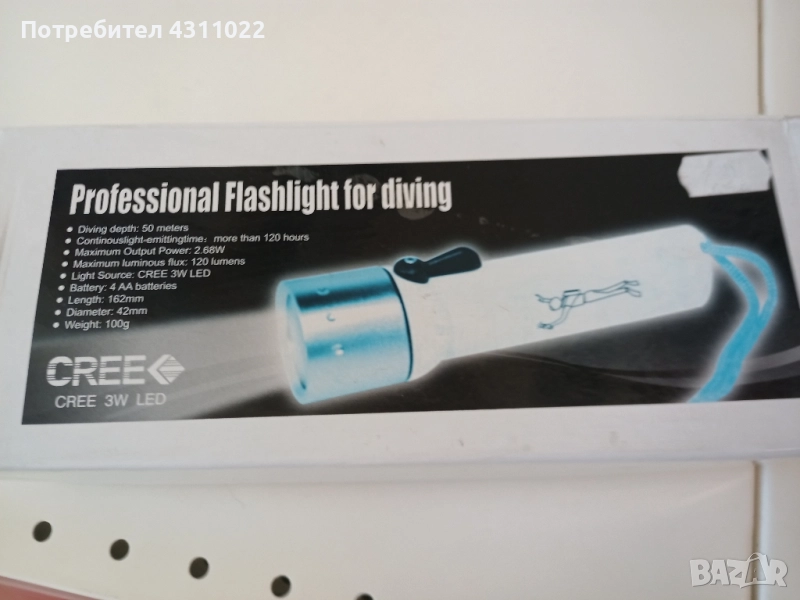 Потребител 4311022
Professional Flashlight for diving
• Diving depth: 50 meters
• Continouslight-emittingtime: more than 120 hours
• Maximum Output Power: 2.68W
• Maximum luminous flux: 120 lumens
• Light Source: CREE 3W LED
• Battery: 4 AA batteries
• Length: 162mm
• Diameter: 42mm
• Weight: 100g
CREE
CREE 3W LED
BAZAR